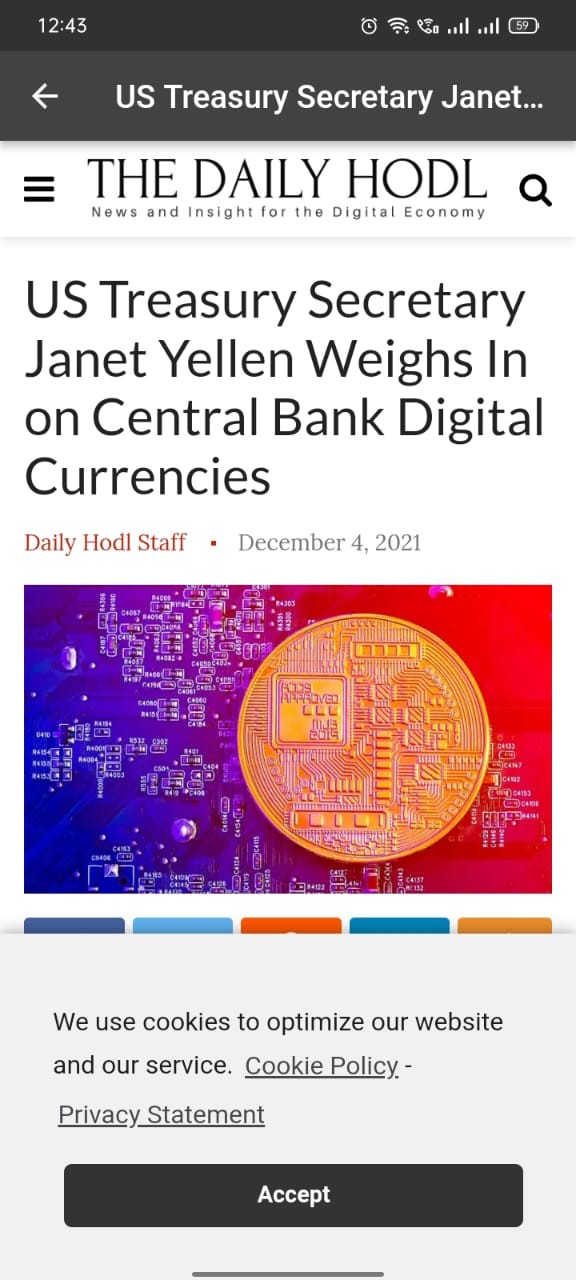 12:43
59
US Treasury Secretary Janet...
THE DAILY HODL
News and Insight for the Digital Economy
US Treasury Secretary
Janet Yellen Weighs In
on Central Bank Digital
Currencies
Daily Hodl Staff ▪ December 4, 2021
We use cookies to optimize our website
and our service. Cookie Policy -
Privacy Statement
Accept